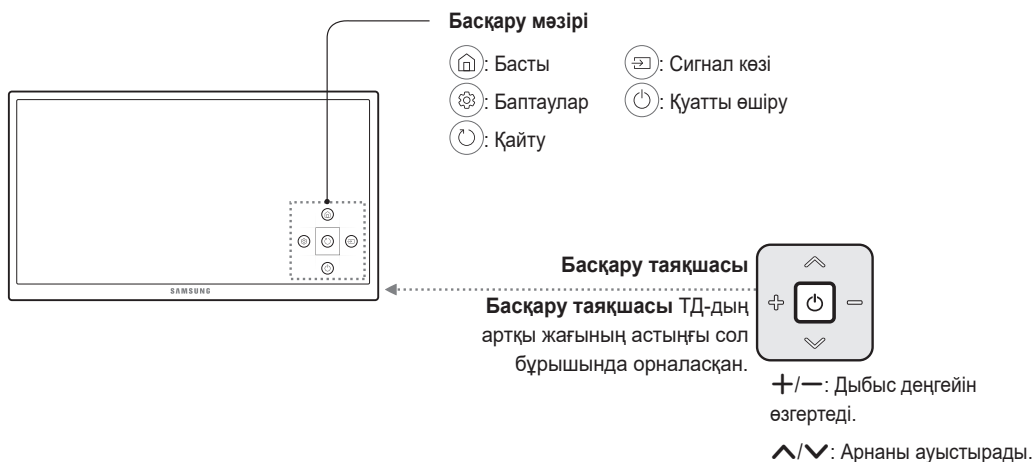 Басқару мәзірі
: Басты
: Сигнал көзі
: Баптаулар
: Қуатты өшіру
: Қайту
SAMSUNG
Басқару таяқшасы
Басқару таяқшасы ТД-дың
артқы жағының астыңғы сол
бұрышында орналасқан.
+/—: Дыбыс деңгейін
өзгертеді.
∧/∨: Арнаны ауыстырады.